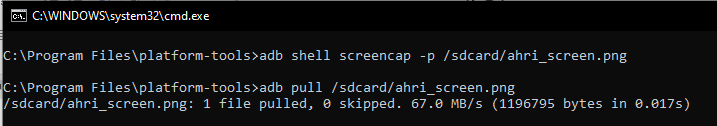 C:\WINDOWS\system32\cmd.exe
C:\Program Files\platform-tools>adb shell screencap -p /sdcard/ahri_screen.png
C:\Program Files\platform-tools>adb pull /sdcard/ahri_screen.png
/sdcard/ahri_screen.png: 1 file pulled, 0 skipped. 67.0 MB/s (1196795 bytes in 0.017s)